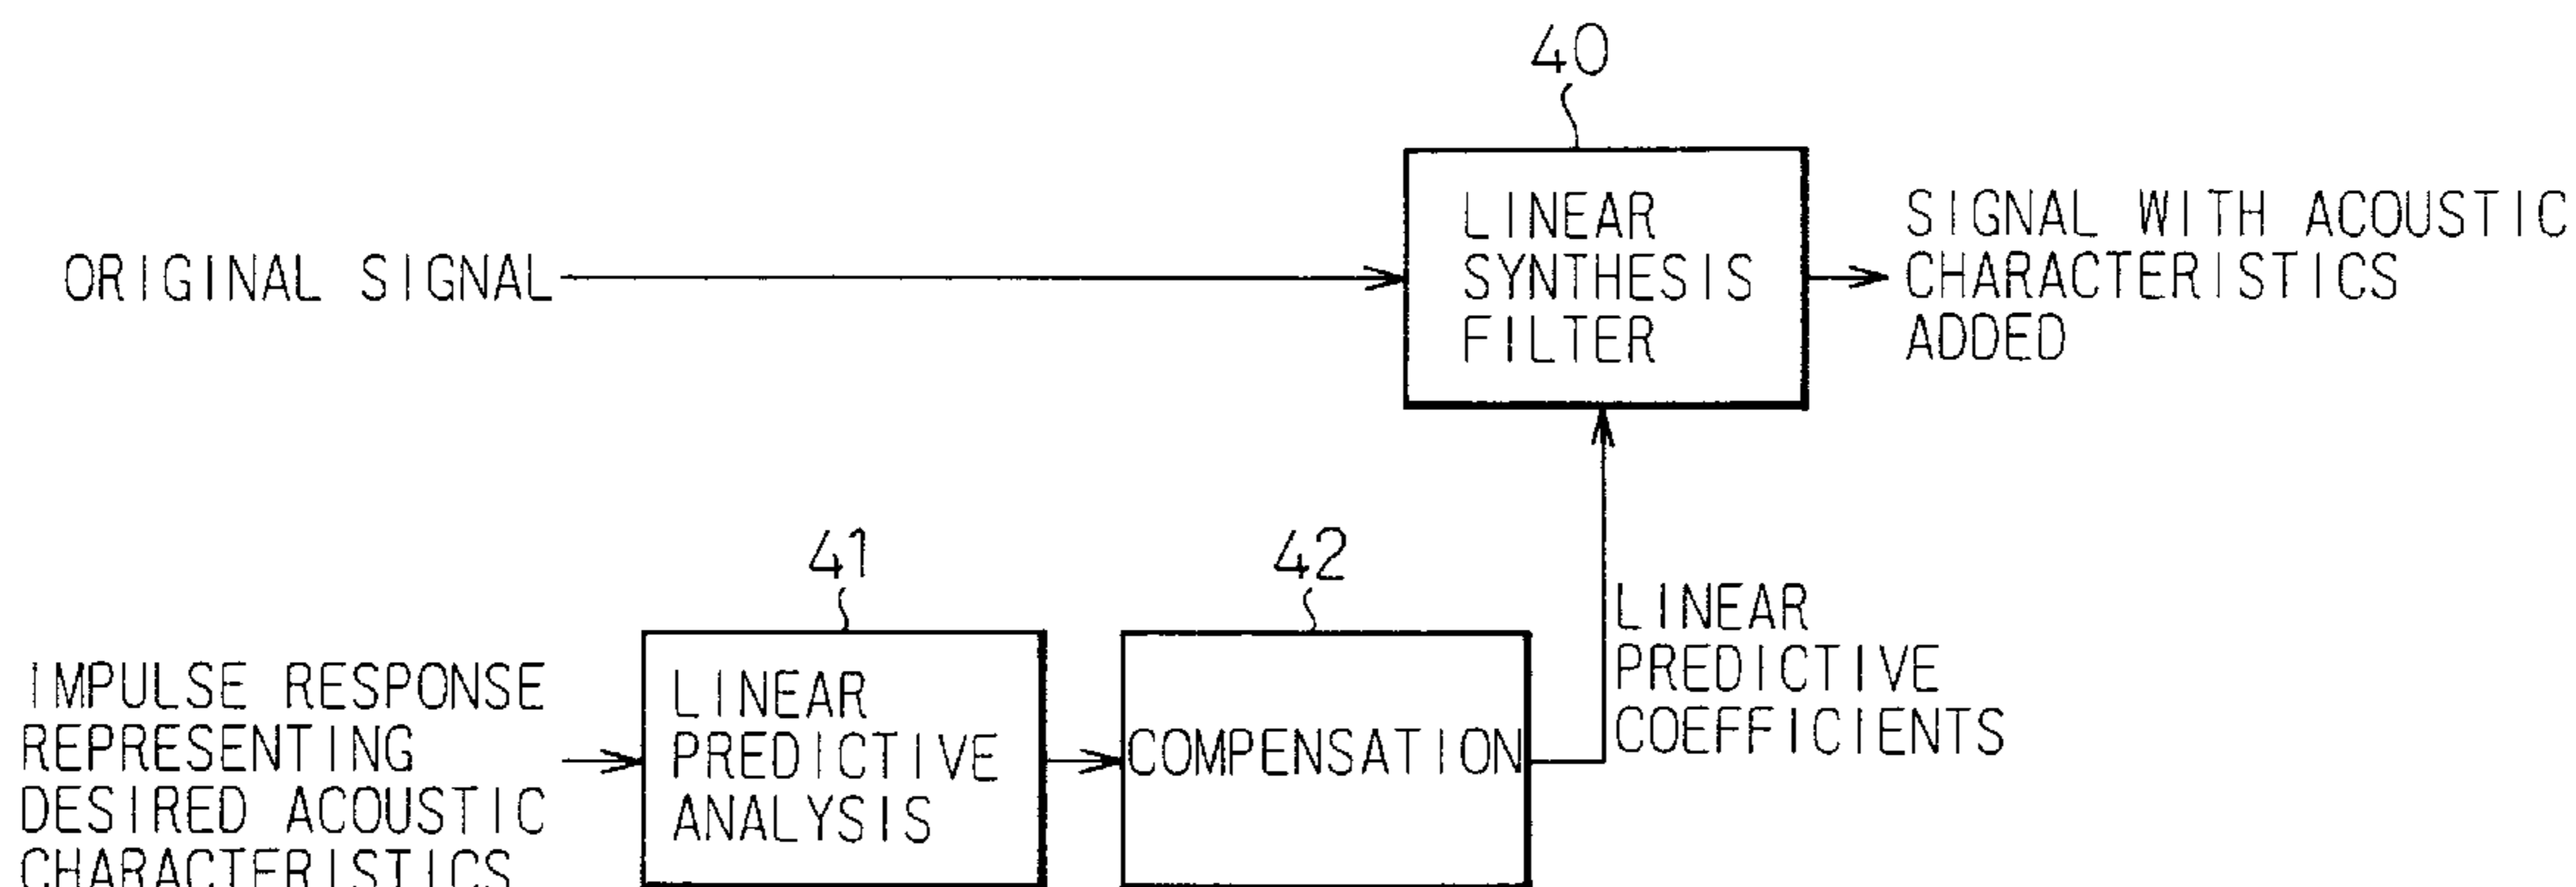 40
ORIGINAL SIGNAL
LINEAR
SYNTHESIS
FILTER
SIGNAL WITH ACOUSTIC
CHARACTERISTICS
ADDED
41
42
LINEAR
PREDICTIVE
COEFFICIENTS
IMPULSE RESPONSE
REPRESENTING
DESIRED ACOUSTIC
CHARACTERISTICS
LINEAR
PREDICTIVE
ANALYSIS
COMPENSATION